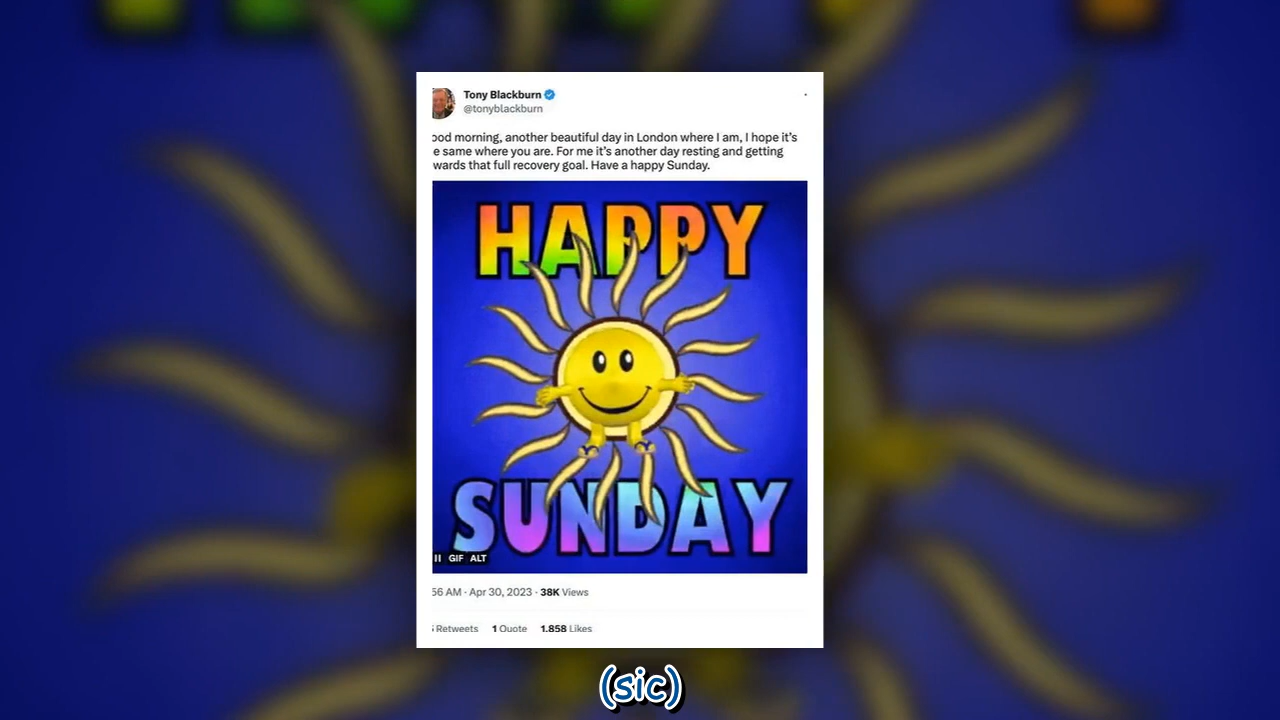 Tony Blackburn
@tonyblackburn
ood morning, another beautiful day in London where I am, I hope it's
e same where you are. For me it's another day resting and getting
wards that full recovery goal. Have a happy Sunday.
HAPPY
SUNDAY
GIF ALT
56 AM · Apr 30, 2023 · 38K Views
Retweets 1 Quote 1.858 Likes
(sic)